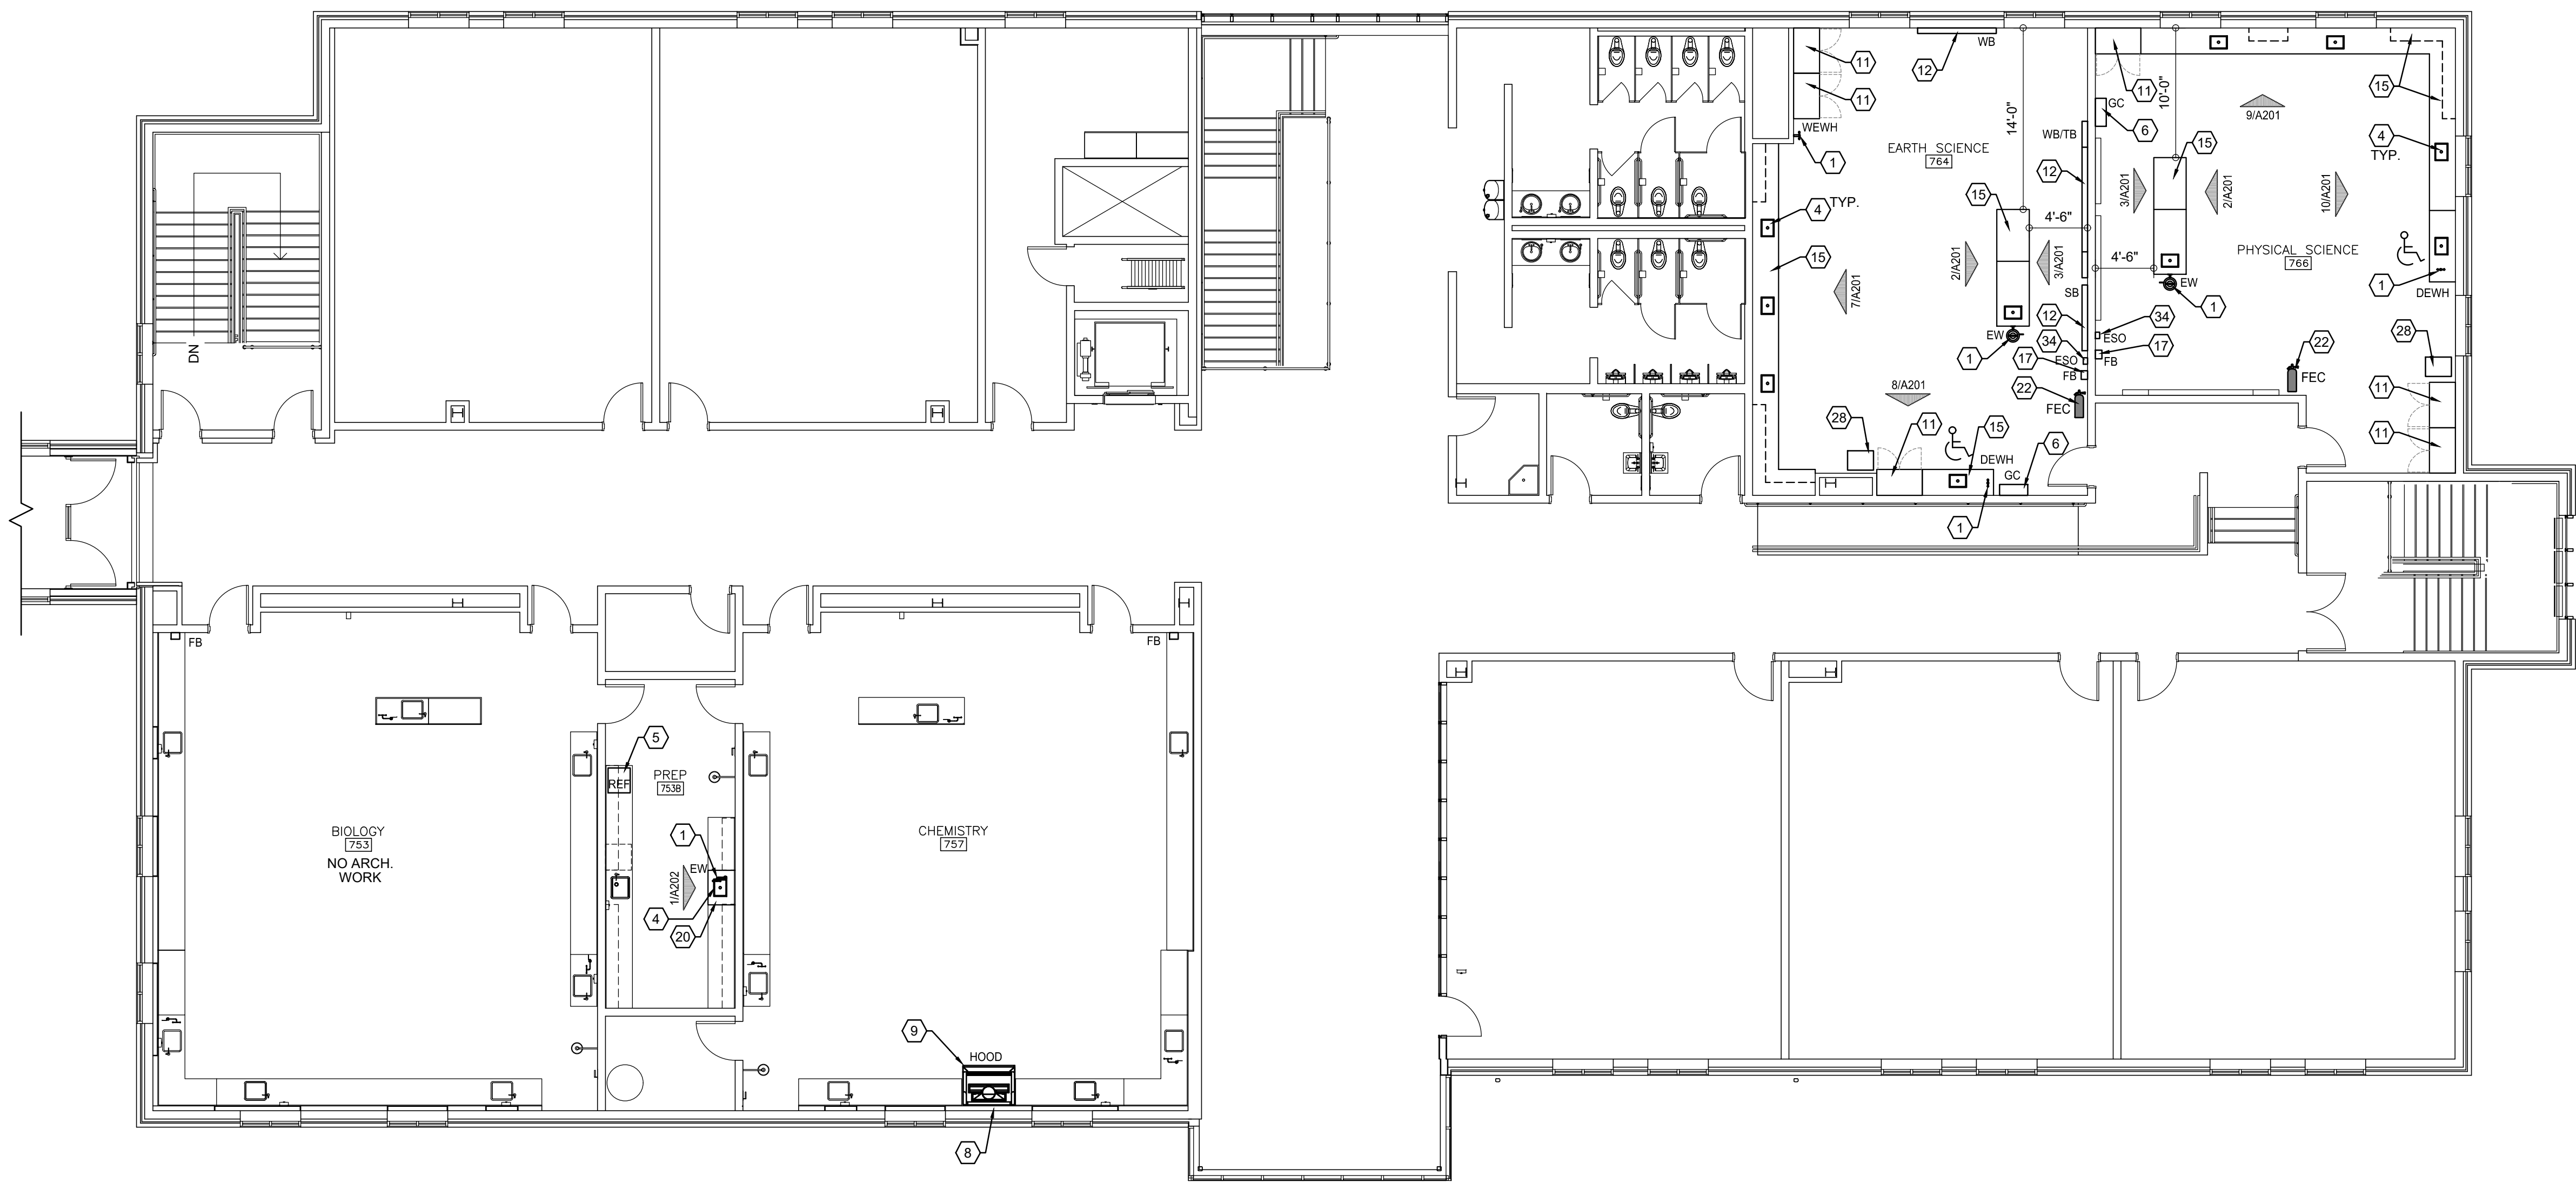 WB
12
11
11
WEWH
1
EARTH SCIENCE
764
14'-0"
WB/TB
12
15
4'-6"
4 TYP.
15
7/A201
2/A201
3/A201
SB
12
EW
1
34
ESO
17
FB
22
FEC
8/A201
28
11
15
DEWH
6
GC
1
11
10'-0"
GC
6
9/A201
15
15
4
TYP.
3/A201
2/A201
10/A201
PHYSICAL SCIENCE
766
4'-6"
EW
1
1
DEWH
34
ESO
17
FB
22
FEC
28
11
11
DN
FB
BIOLOGY
753
NO ARCH.
WORK
5
REF
PREP
753B
1
EW
1/A202
4
20
FB
CHEMISTRY
757
9
HOOD
8